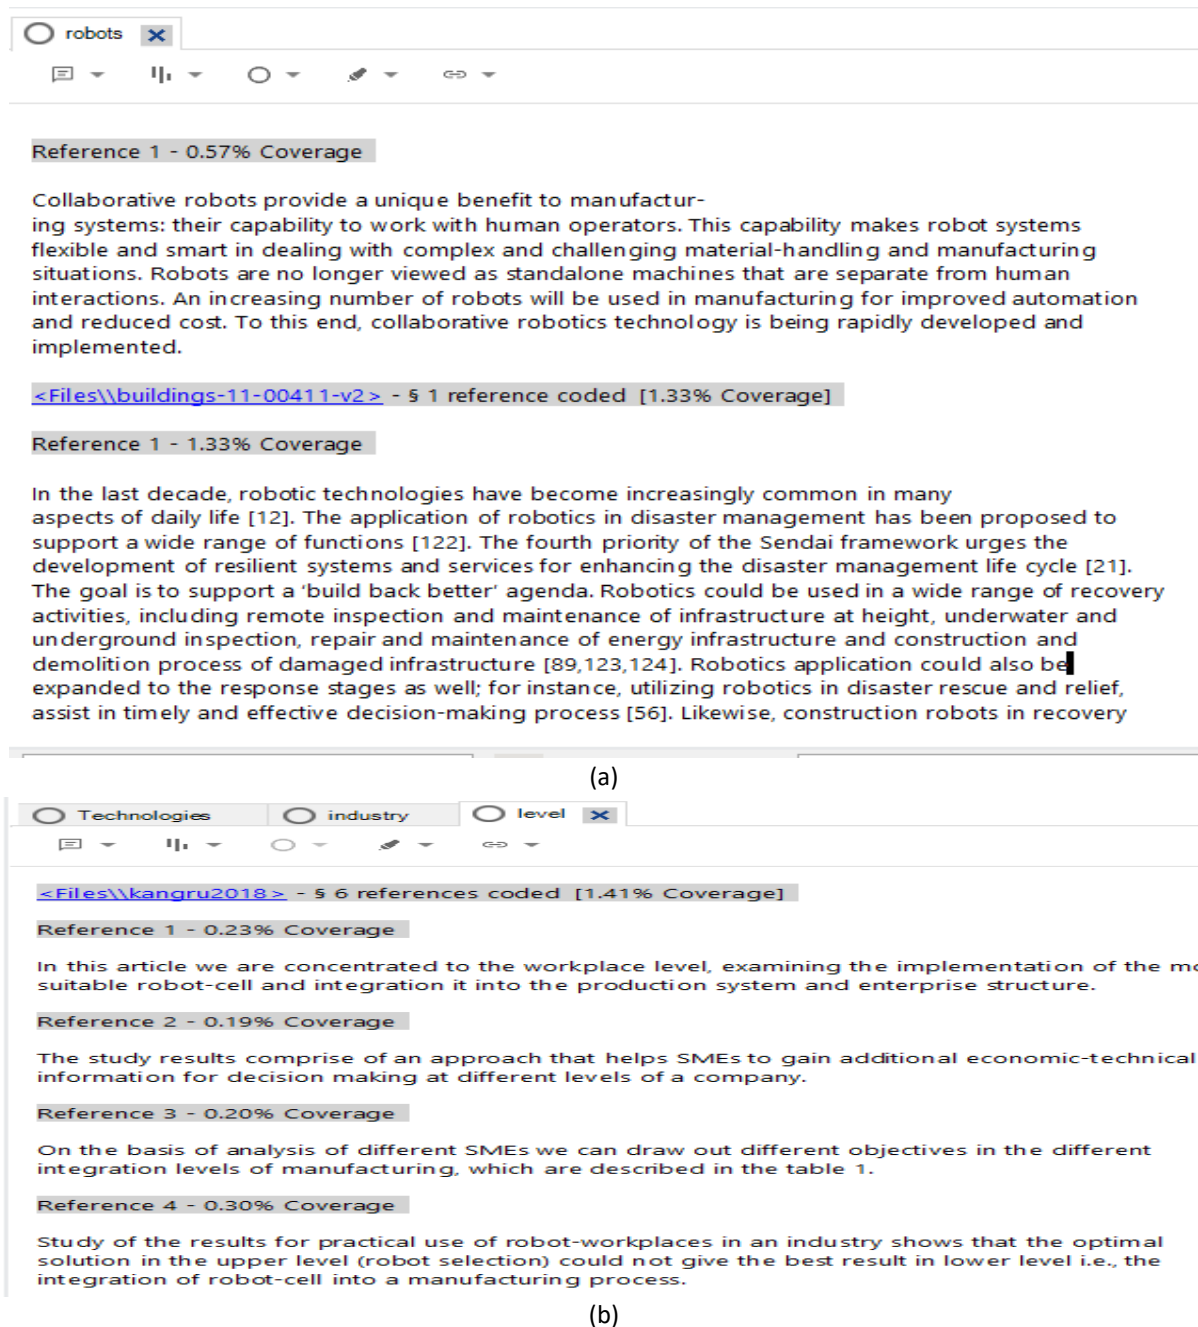 robots
Reference 1 - 0.57% Coverage
Collaborative robots provide a unique benefit to manufactur-
ing systems: their capability to work with human operators. This capability makes robot systems
flexible and smart in dealing with complex and challenging material-handling and manufacturing
situations. Robots are no longer viewed as standalone machines that are separate from human
interactions. An increasing number of robots will be used in manufacturing for improved automation
and reduced cost. To this end, collaborative robotics technology is being rapidly developed and
implemented.
<Files\\buildings-11-00411-v2> - § 1 reference coded [1.33% Coverage]
Reference 1 - 1.33% Coverage
In the last decade, robotic technologies have become increasingly common in many
aspects of daily life [12]. The application of robotics in disaster management has been proposed to
support a wide range of functions [122]. The fourth priority of the Sendai framework urges the
development of resilient systems and services for enhancing the disaster management life cycle [21].
The goal is to support a ‘build back better’ agenda. Robotics could be used in a wide range of recovery
activities, including remote inspection and maintenance of infrastructure at height, underwater and
underground inspection, repair and maintenance of energy infrastructure and construction and
demolition process of damaged infrastructure [89,123,124]. Robotics application could also be
expanded to the response stages as well; for instance, utilizing robotics in disaster rescue and relief,
assist in timely and effective decision-making process [56]. Likewise, construction robots in recovery
(a)
Technologies industry level
<Files\\kangru2018> - § 6 references coded [1.41% Coverage]
Reference 1 - 0.23% Coverage
In this article we are concentrated to the workplace level, examining the implementation of the
suitable robot-cell and integration it into the production system and enterprise structure.
Reference 2 - 0.19% Coverage
The study results comprise of an approach that helps SMEs to gain additional economic-technical
information for decision making at different levels of a company.
Reference 3 - 0.20% Coverage
On the basis of analysis of different SMEs we can draw out different objectives in the different
integration levels of manufacturing, which are described in the table 1.
Reference 4 - 0.30% Coverage
Study of the results for practical use of robot-workplaces in an industry shows that the optimal
solution in the upper level (robot selection) could not give the best result in lower level i.e., the
integration of robot-cell into a manufacturing process.
(b)